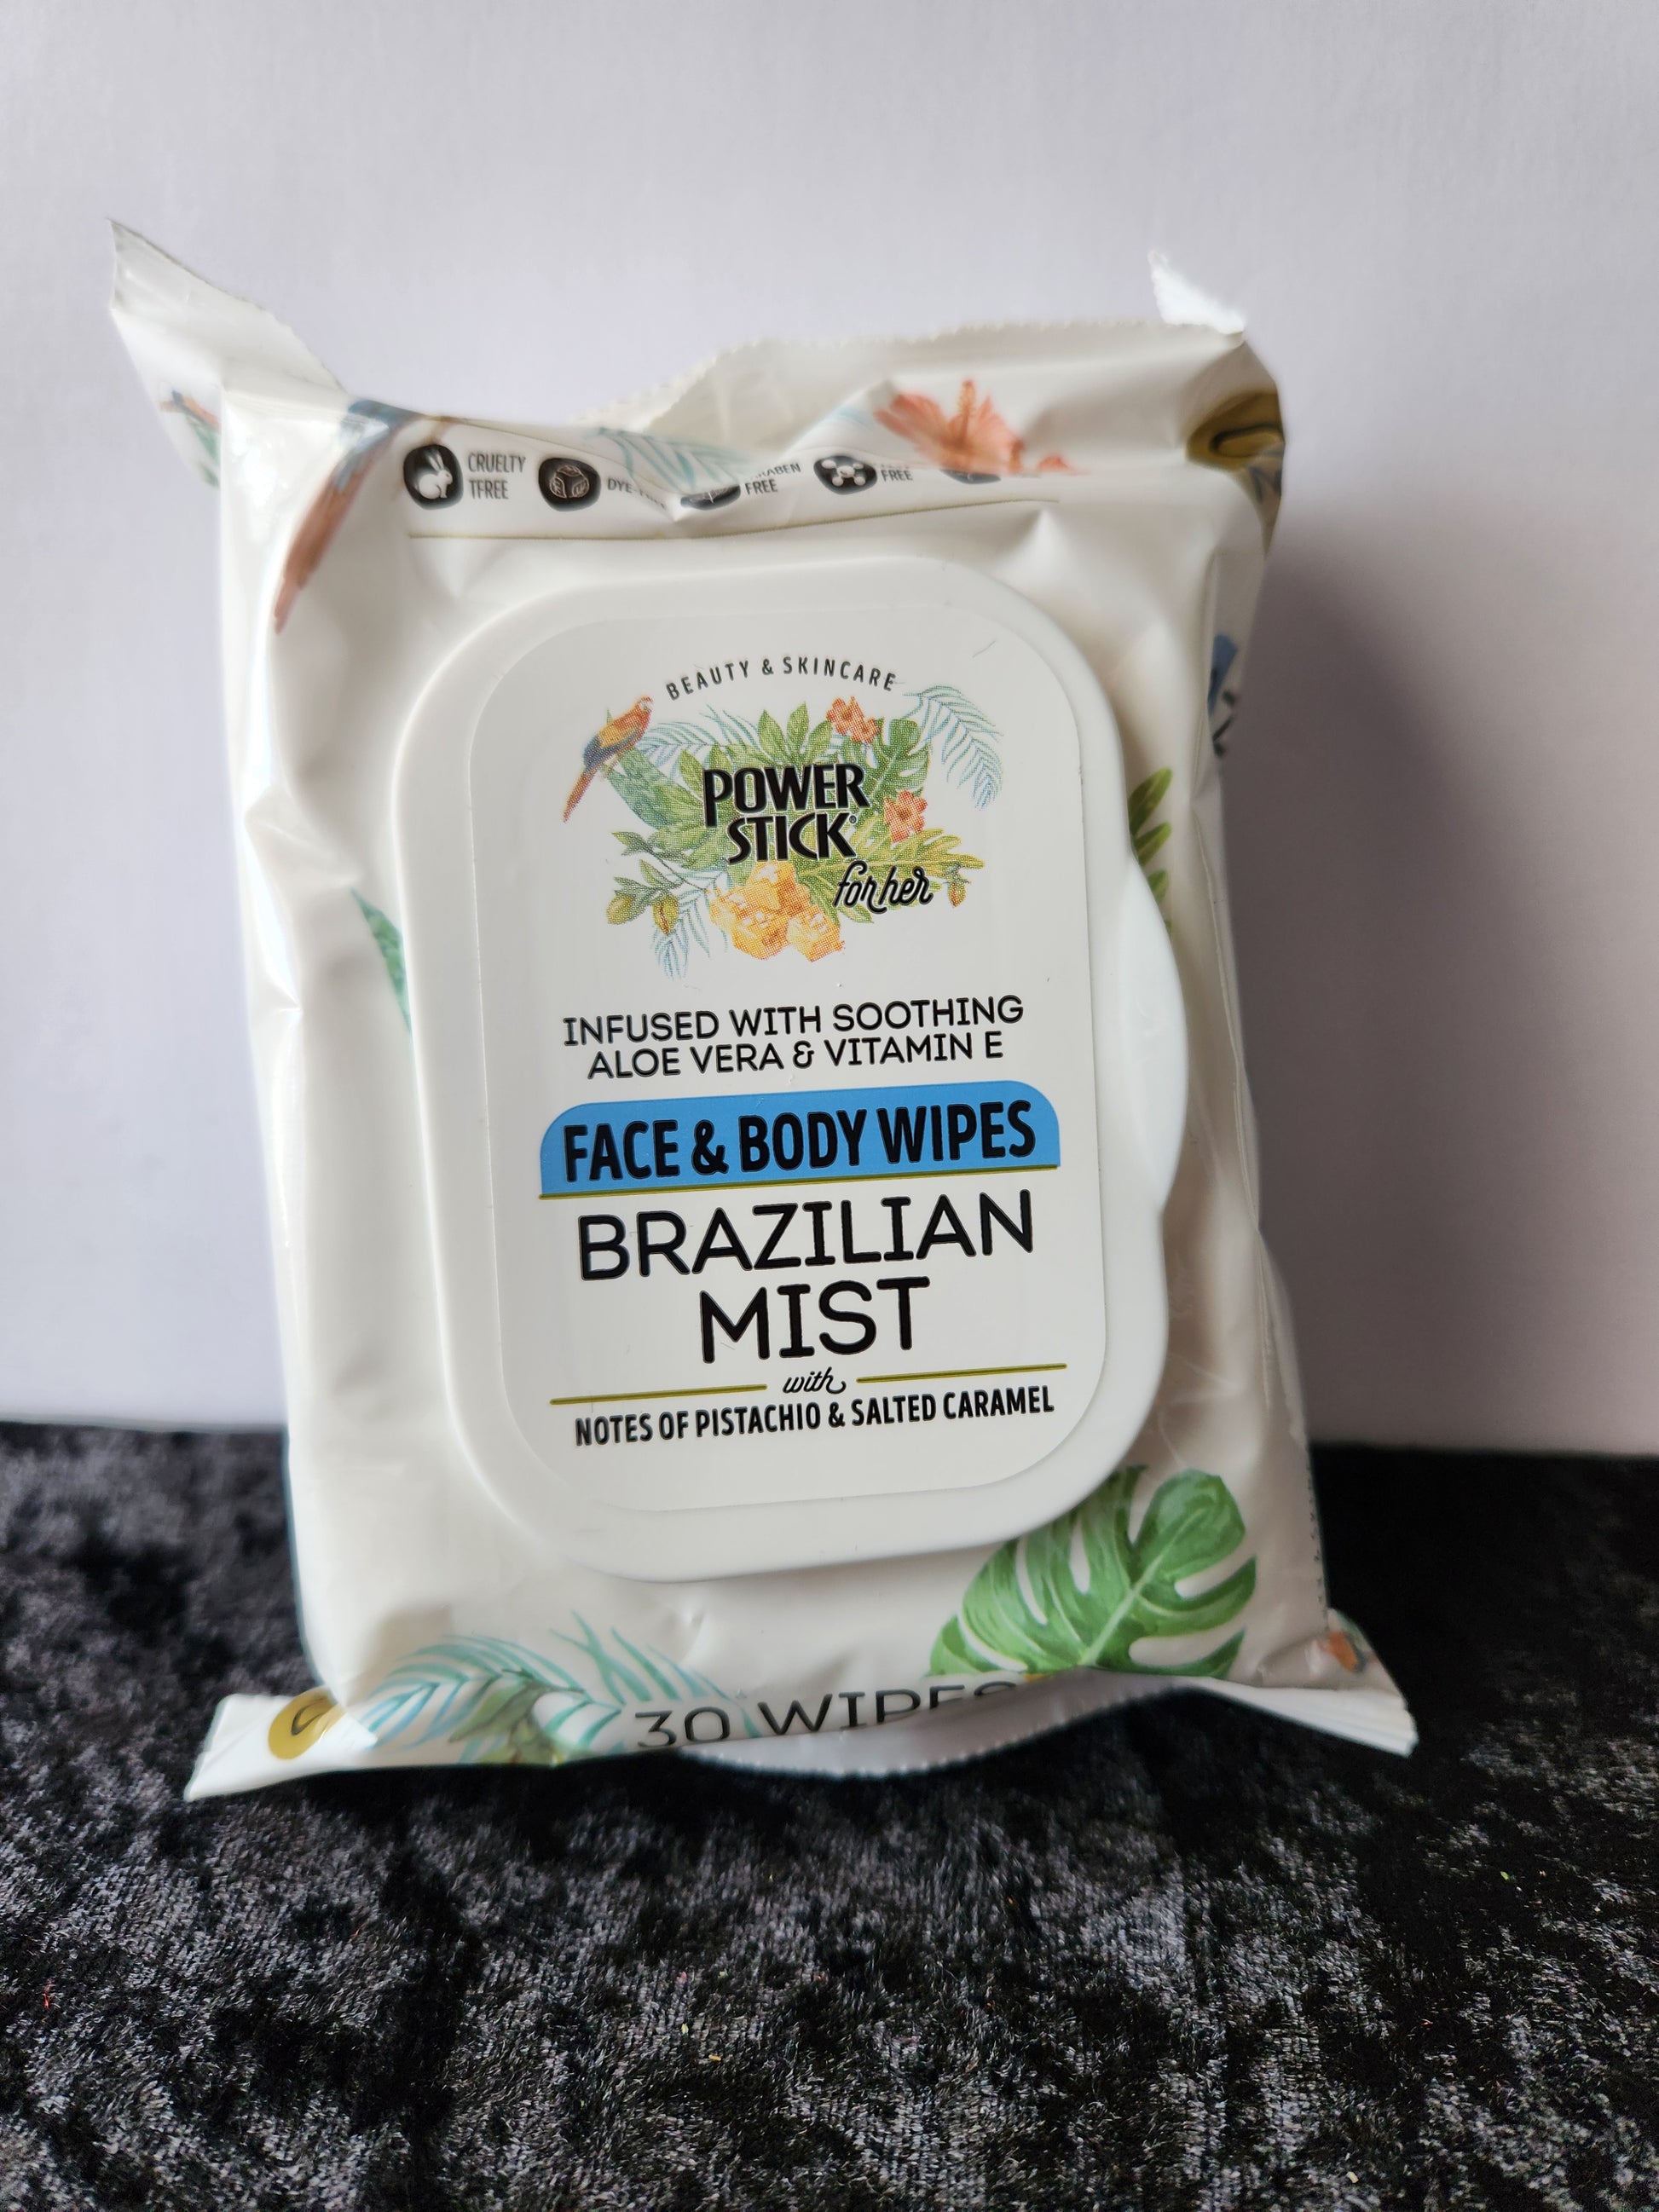 CRUELTY
TFREE
FREE
FREE
BEAUTY & SKINCARE
POWER
STICK®
for her
INFUSED WITH SOOTHING
ALOE VERA & VITAMIN E
FACE & BODY WIPES
BRAZILIAN
MIST
with
NOTES OF PISTACHIO & SALTED CARAMEL
30 WIPES